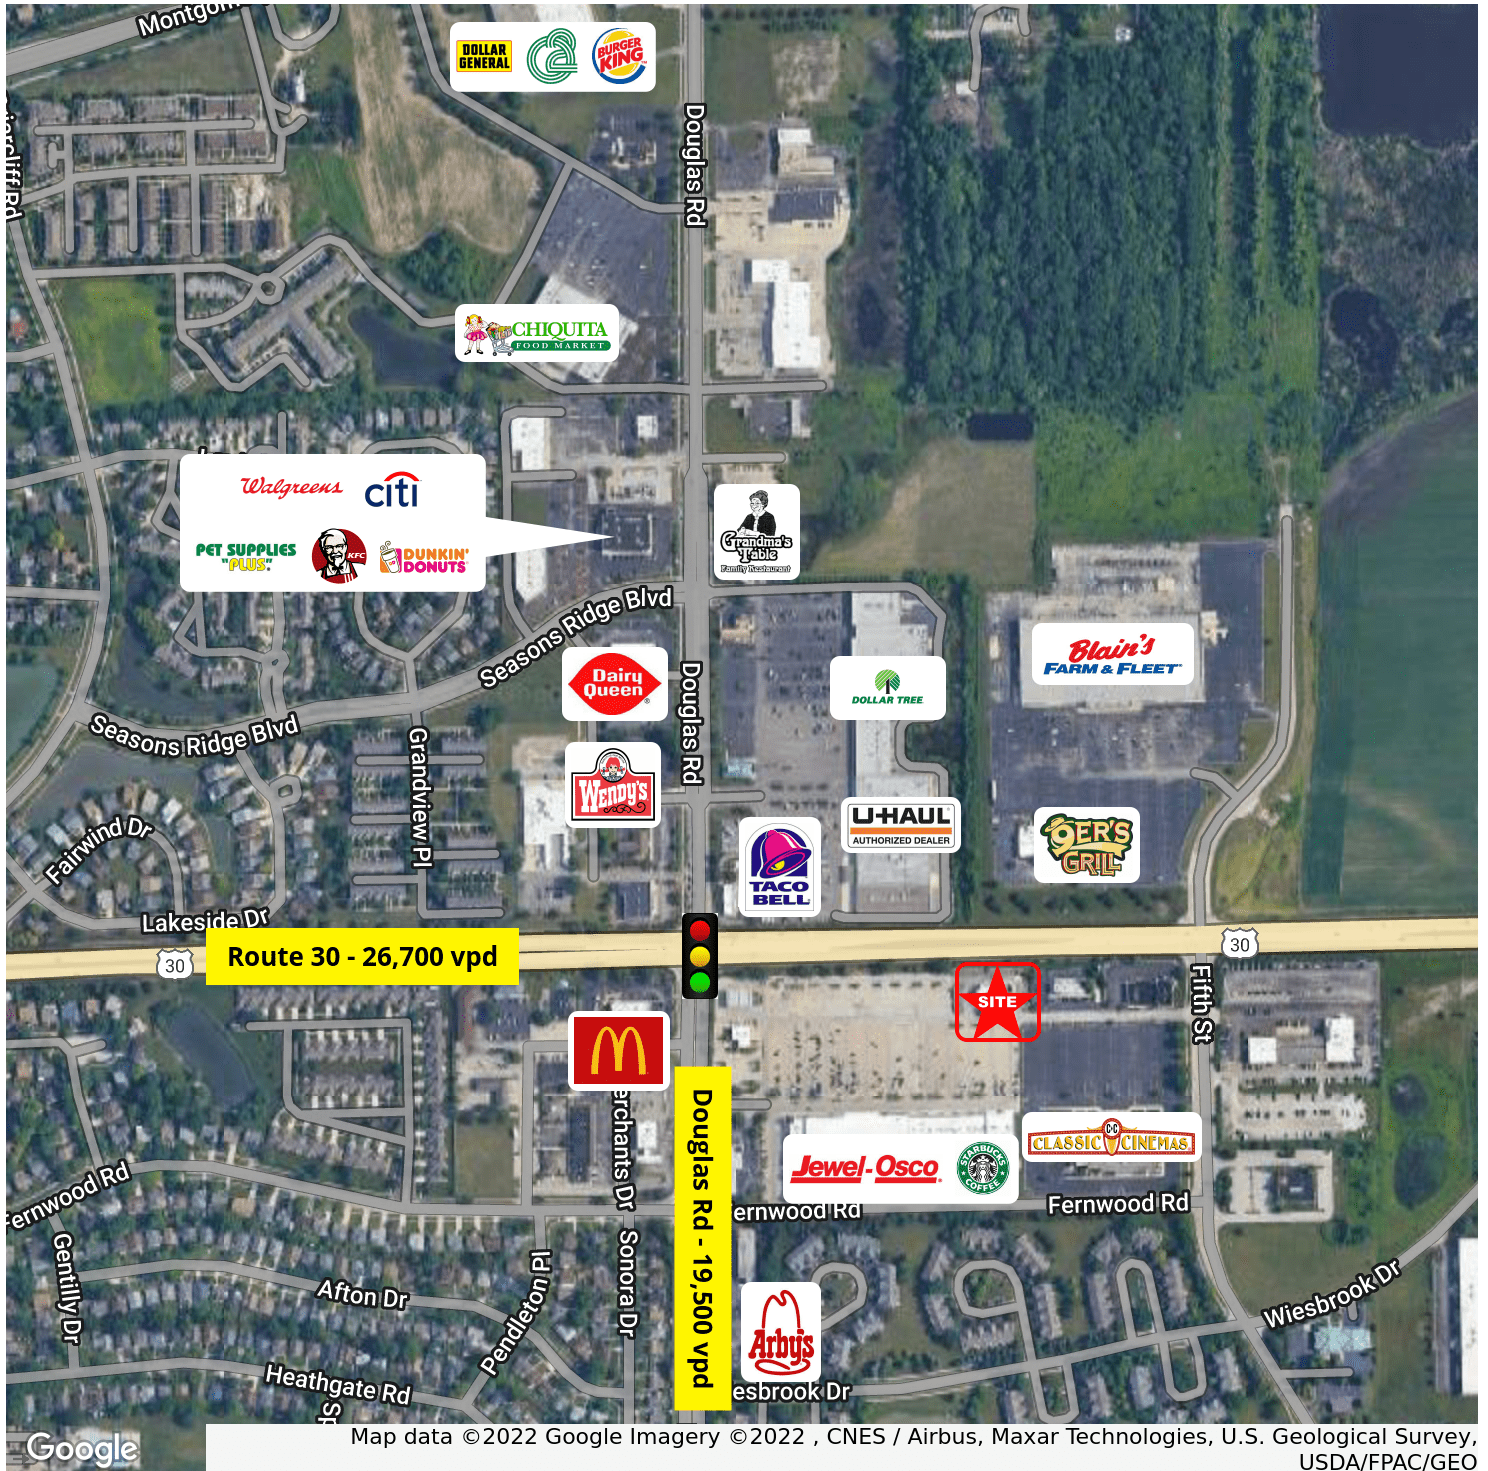 Montgom
DOLLAR
GENERAL
BURGER
KING
Douglas Rd
CHIQUITA
FOOD MARKET
Walgreens
citi
PET SUPPLIES
"PLUS"
KFC
DUNKIN'
DONUTS
Grandma's
Table
Family Restaurant
Seasons Ridge Blvd
Dairy
Queen
Douglas Rd
DOLLAR TREE
Blain's
FARM & FLEET
Seasons Ridge Blvd
Grandview Pl
WENDY'S
U-HAUL
AUTHORIZED DEALER
9ER'S
GRILL
Fairwind Dr
TACO
BELL
Lakeside Dr
30
Route 30 - 26,700 vpd
30
SITE
Fifth St
M
erchants Dr
Douglas Rd - 19,500 vpd
Jewel-Osco
STARBUCKS
COFFEE
CLASSIC CINEMAS
Fernwood Rd
ernwood Rd
Fernwood Rd
Gentilly Dr
Afton Dr
Pendleton Pl
Sonora Dr
Arby's
Wiesbrook Dr
Heathgate Rd
esbrook Dr
Sp
Google
Map data ©2022 Google Imagery ©2022 , CNES / Airbus, Maxar Technologies, U.S. Geological Survey,
USDA/FPAC/GEO